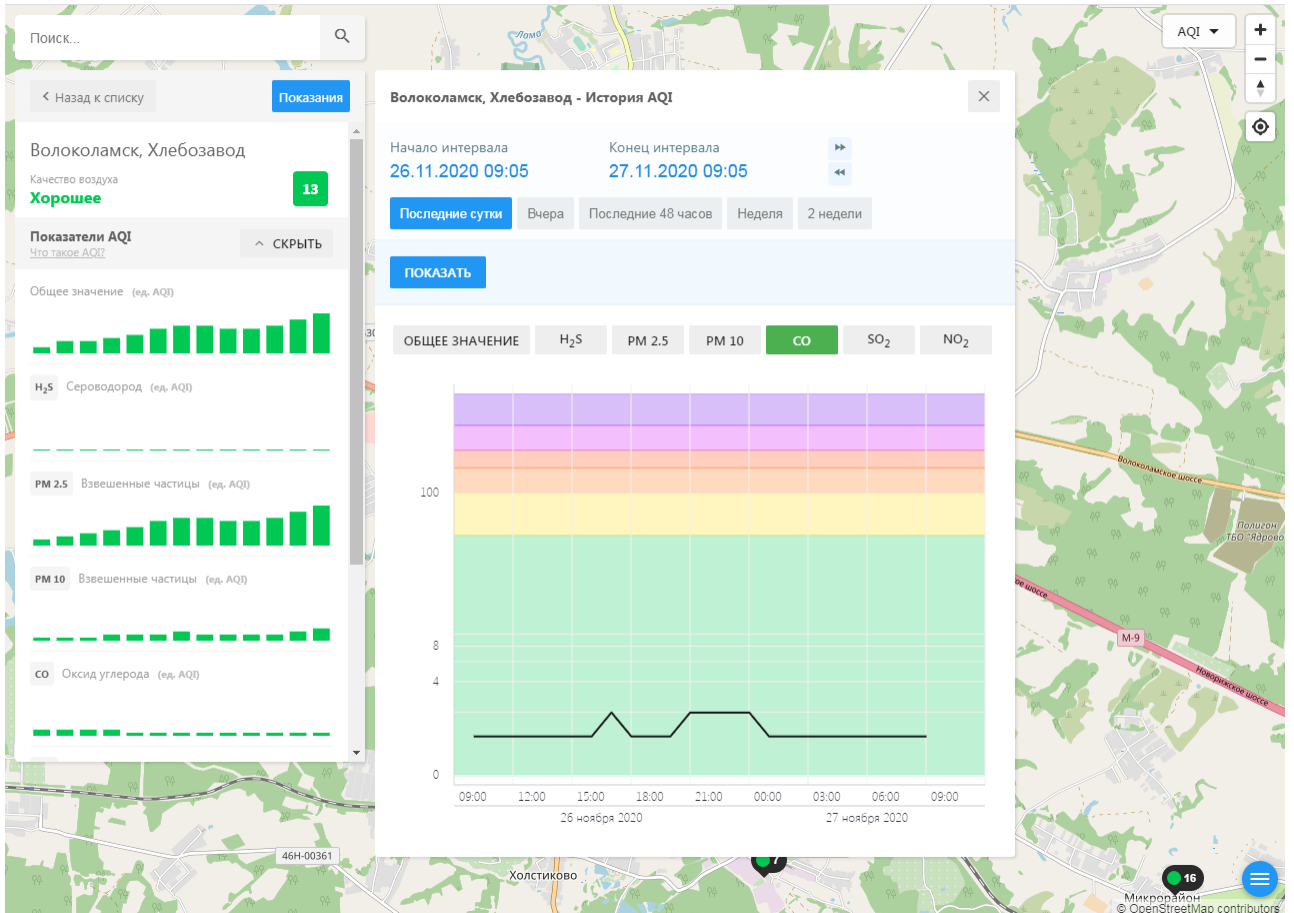 Поиск...
AQI
Назад к списку
Показания
Волоколамск, Хлебозавод
Качество воздуха
Хорошее
13
Показатели AQI
Что такое AQI?
СКРЫТЬ
Общее значение (ед. AQI)
H₂S Сероводород (ед. AQI)
PM 2.5 Взвешенные частицы (ед. AQI)
PM 10 Взвешенные частицы (ед. AQI)
CO Оксид углерода (ед. AQI)
Волоколамск, Хлебозавод - История AQI
Начало интервала
26.11.2020 09:05
Конец интервала
27.11.2020 09:05
Последние сутки
Вчера
Последние 48 часов
Неделя
2 недели
ПОКАЗАТЬ
ОБЩЕЕ ЗНАЧЕНИЕ
H₂S
PM 2.5
PM 10
CO
SO₂
NO₂
100
8
4
0
09:00 12:00 15:00 18:00 21:00 00:00 03:00 06:00 09:00
26 ноября 2020 27 ноября 2020
Лама
Волоколамское шоссе
Полигон
ТБО "Ядрово
ое шоссе
М-9
Новорижское шоссе
46Н-00361
7
Холстиково
16
Микрорайон
© OpenStreetMap contributors